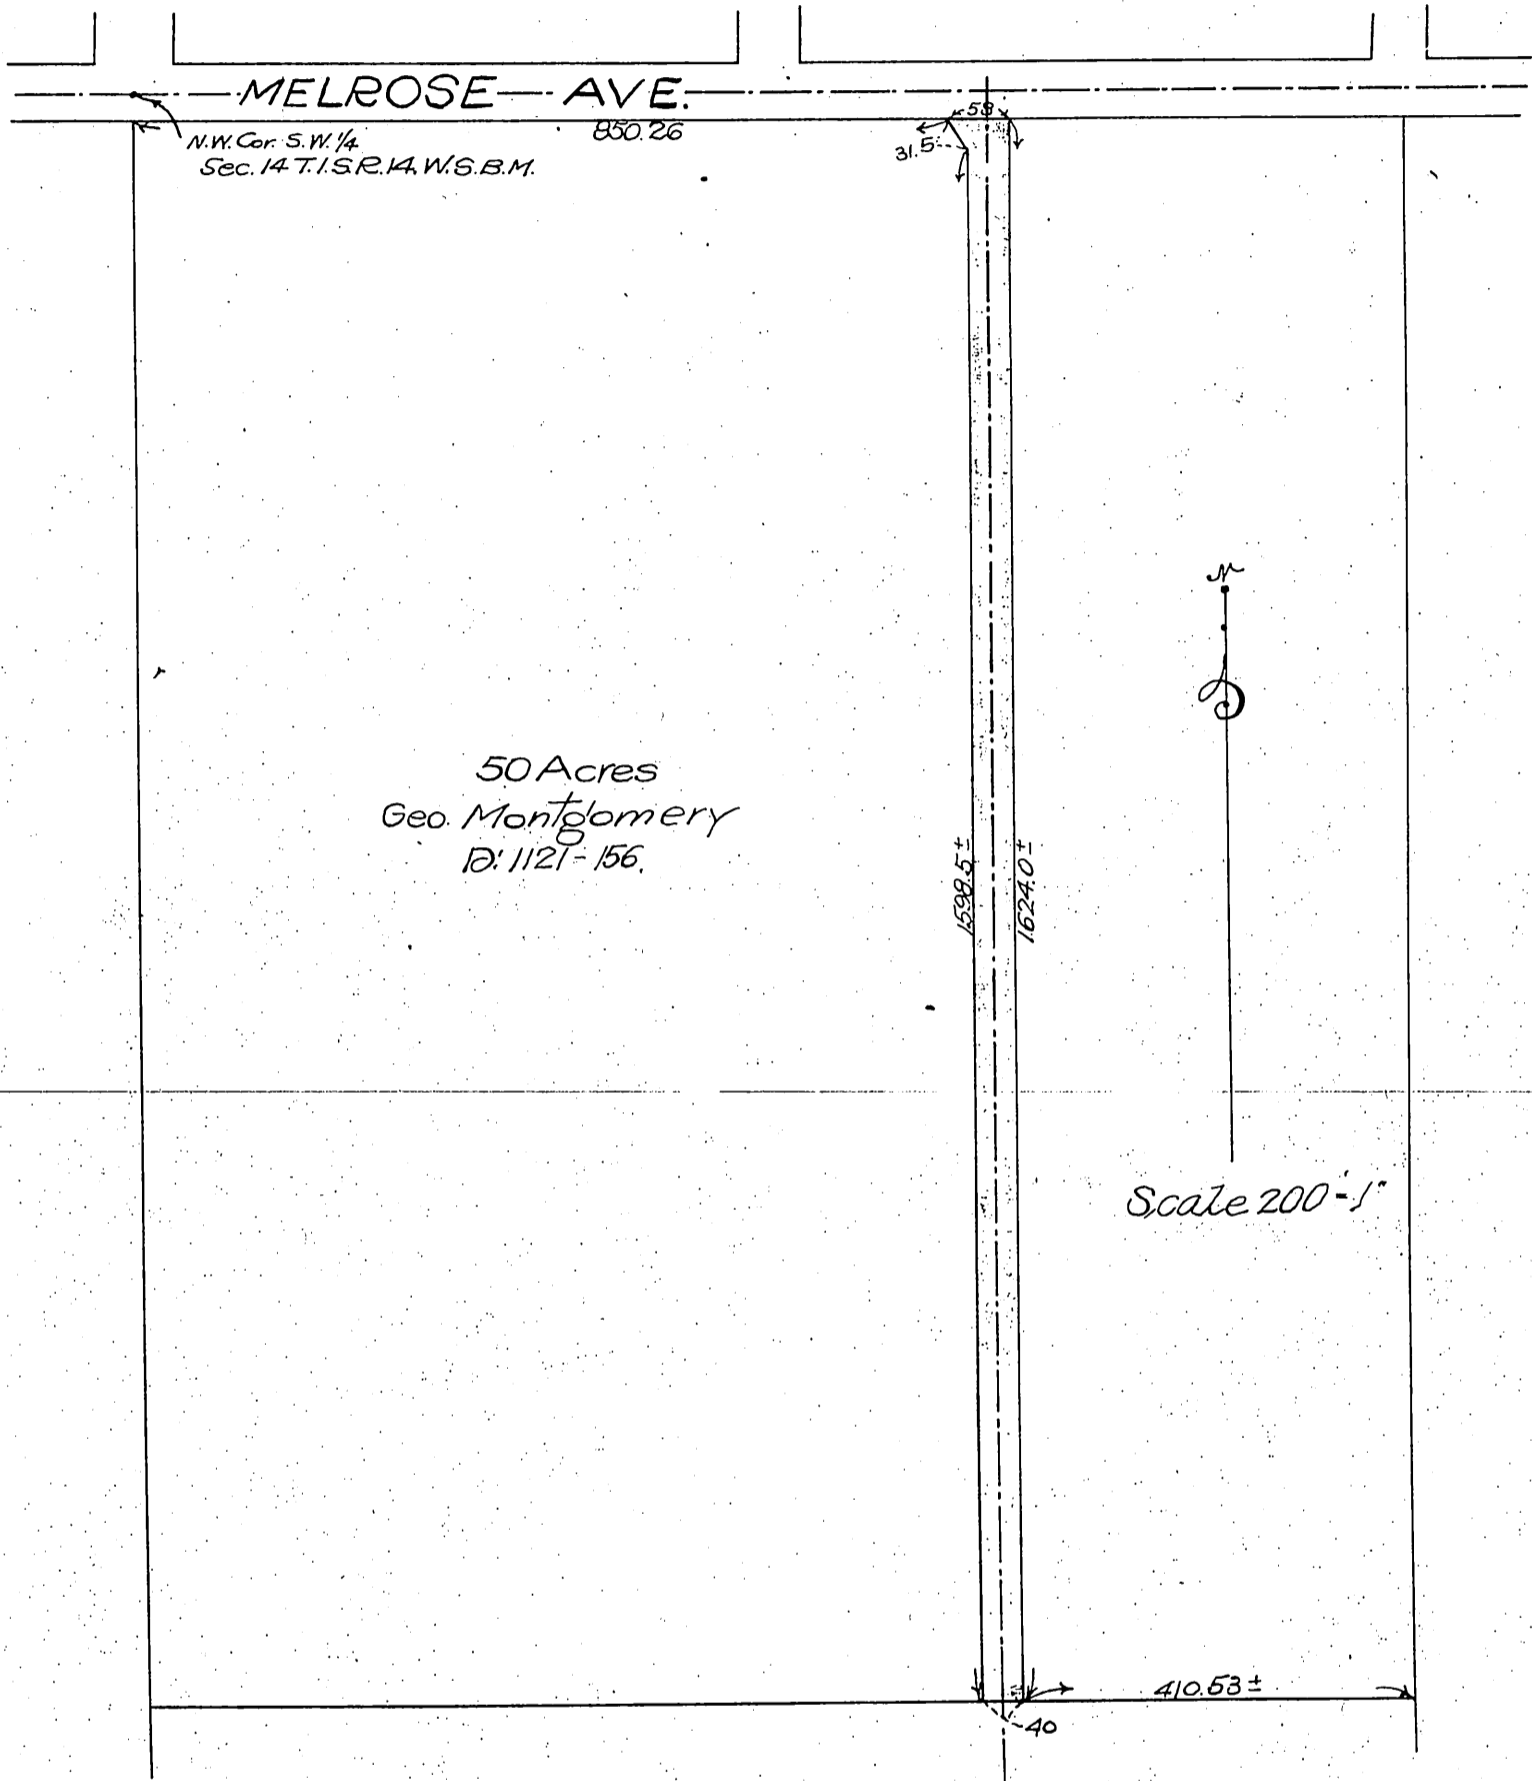 MELROSE AVE.
58
850.26
31.5
N.W. Cor. S.W. 1/4
Sec. 14 T.1.S.R.14.W.S.B.M.
N
50 Acres
Geo. Montgomery
D: 1121-156.
1598.5±
1624.0±
Scale 200'-1"
410.53±
40